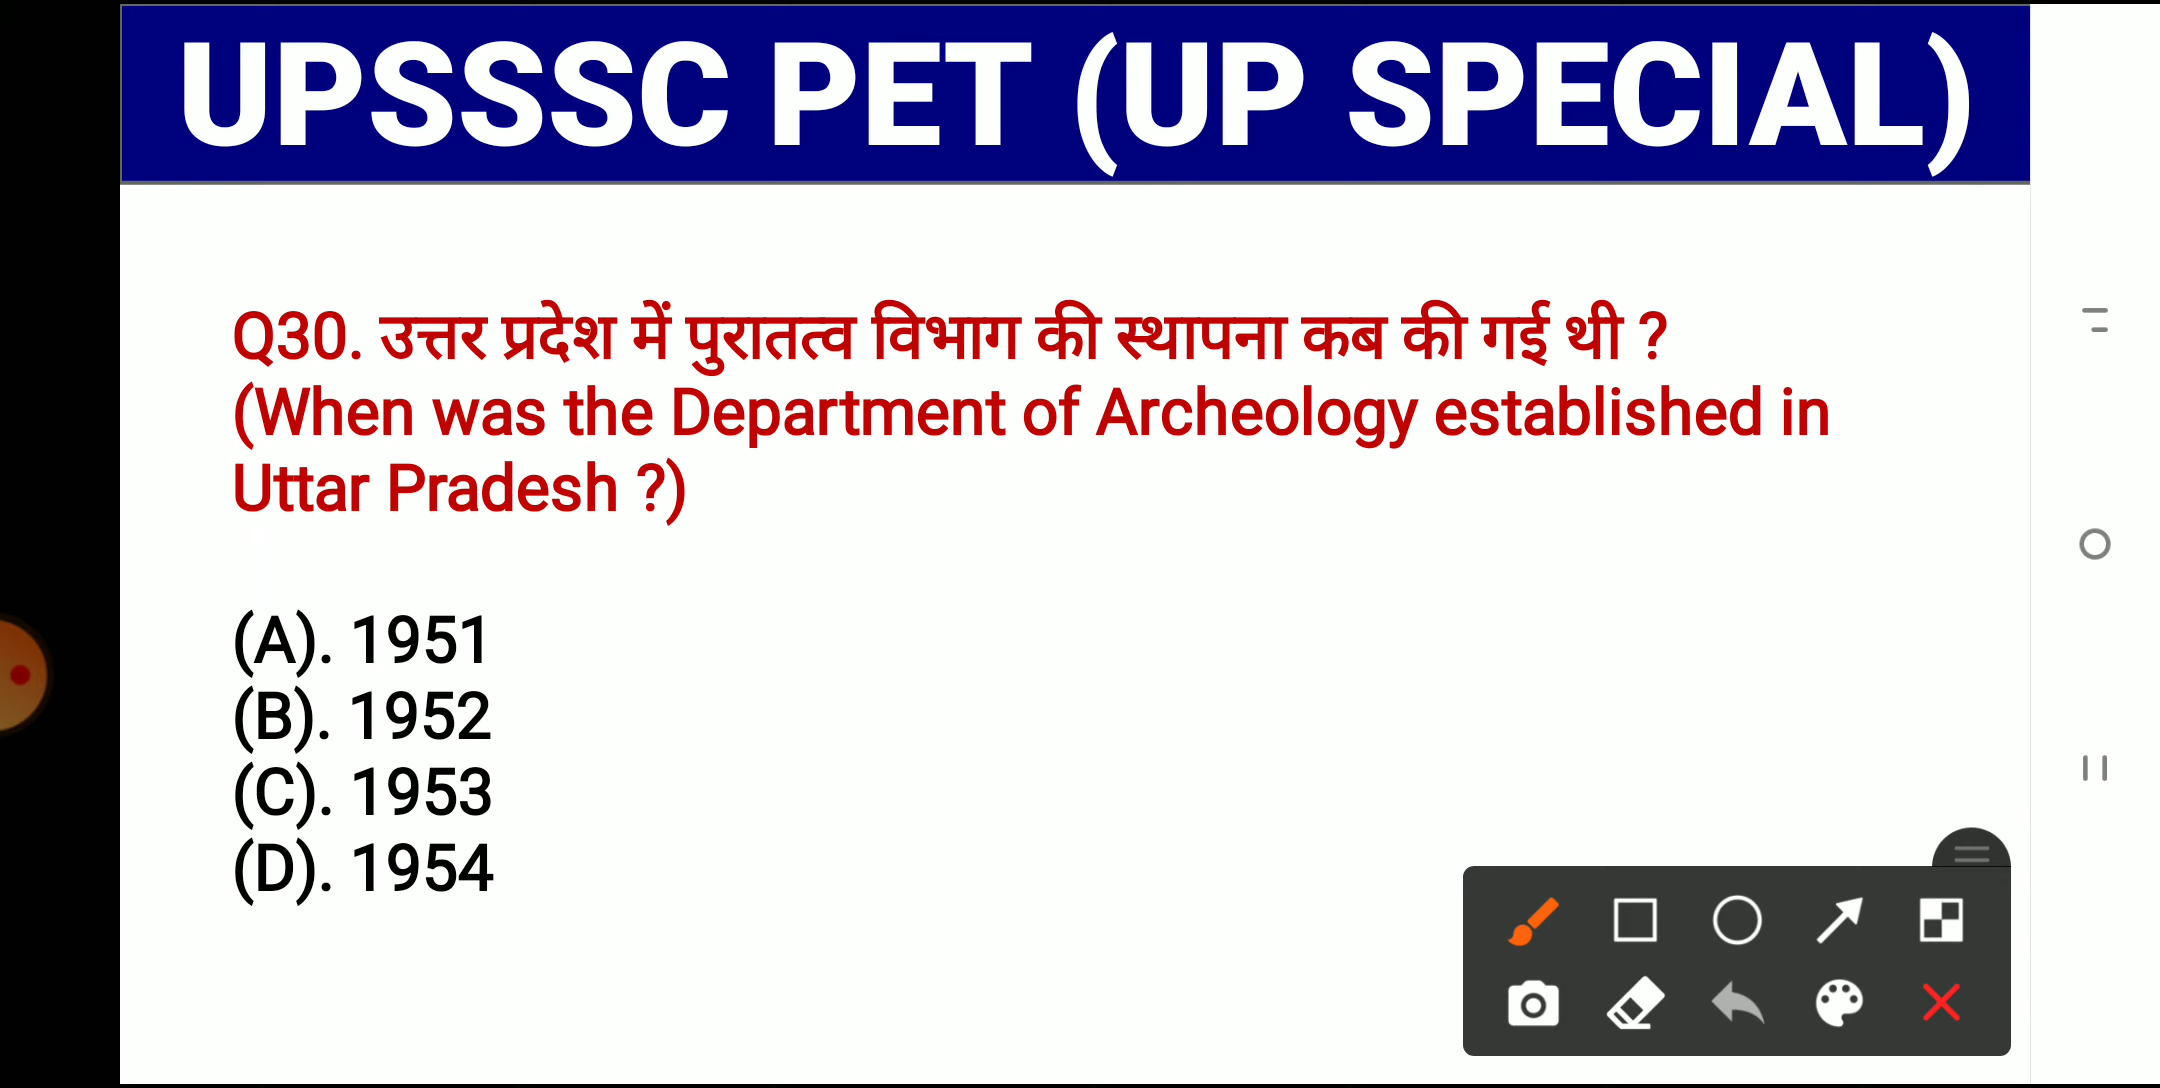 UPSSSC PET (UP SPECIAL)
Q30. उत्तर प्रदेश में पुरातत्व विभाग की स्थापना कब की गई थी ?
(When was the Department of Archeology established in
Uttar Pradesh ?)
(A). 1951
(B). 1952
(C). 1953
(D). 1954